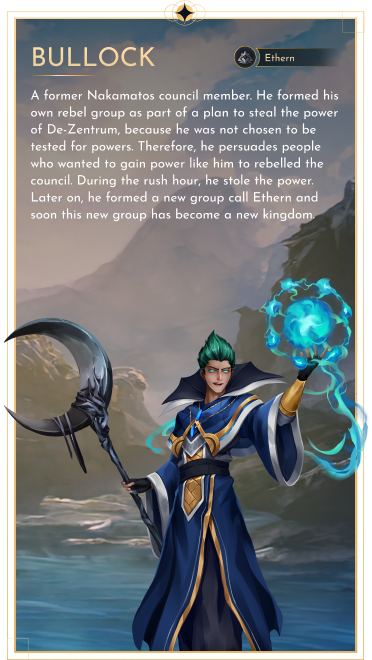 BULLOCK
Ethern
A former Nakamatos council member. He formed his
own rebel group as part of a plan to steal the power
of De-Zentrum, because he was not chosen to be
tested for powers. Therefore, he persuades people
who wanted to gain power like him to rebelled the
council. During the rush hour, he stole the power.
Later on, he formed a new group call Ethern and
soon this new group has become a new kingdom.